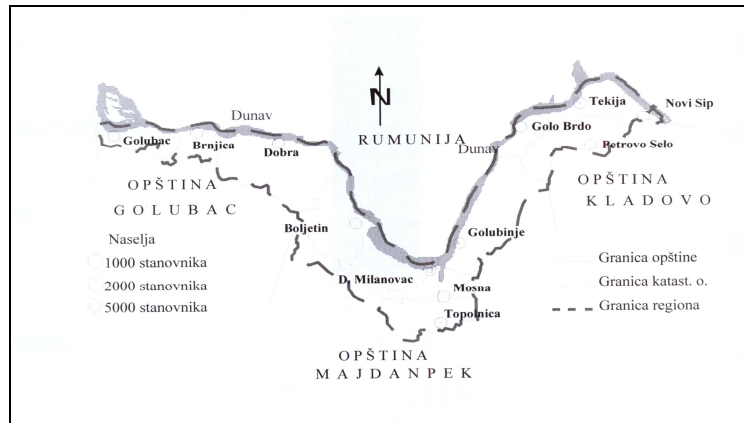 N
Dunav
RUMUNIJA
Dunav
Tekija
Novi Sip
Golo Brdo
Petrovo Selo
Golubac
Brnjica
Dobra
OPŠTINA
GOLUBAC
OPŠTINA
KLADOVO
Boljetin
Golubinje
D. Milanovac
Mosna
Topolnica
OPŠTINA
MAJDANPEK
Naselja
1000 stanovnika
2000 stanovnika
5000 stanovnika
Granica opštine
Granica katast. o.
Granica regiona